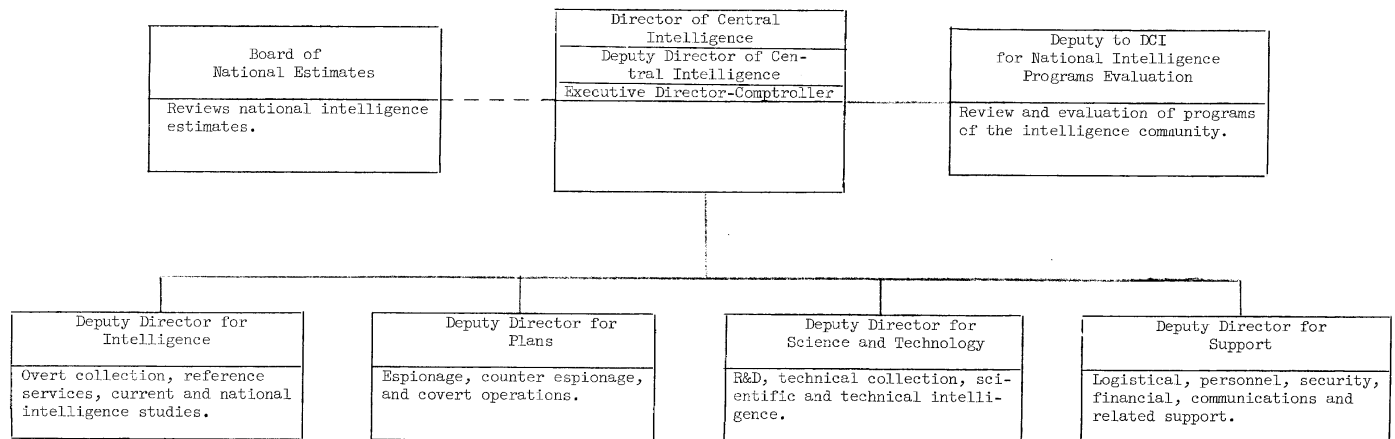 Board of
National Estimates
Reviews national intelligence
estimates.
Director of Central
Intelligence
Deputy Director of Cen-
tral Intelligence
Executive Director-Comptroller
Deputy to DCI
for National Intelligence
Programs Evaluation
Review and evaluation of programs
of the intelligence community.
Deputy Director for
Intelligence
Overt collection, reference
services, current and national
intelligence studies.
Deputy Director for
Plans
Espionage, counter espionage,
and covert operations.
Deputy Director for
Science and Technology
R&D, technical collection, sci-
entific and technical intelli-
gence.
Deputy Director for
Support
Logistical, personnel, security,
financial, communications and
related support.